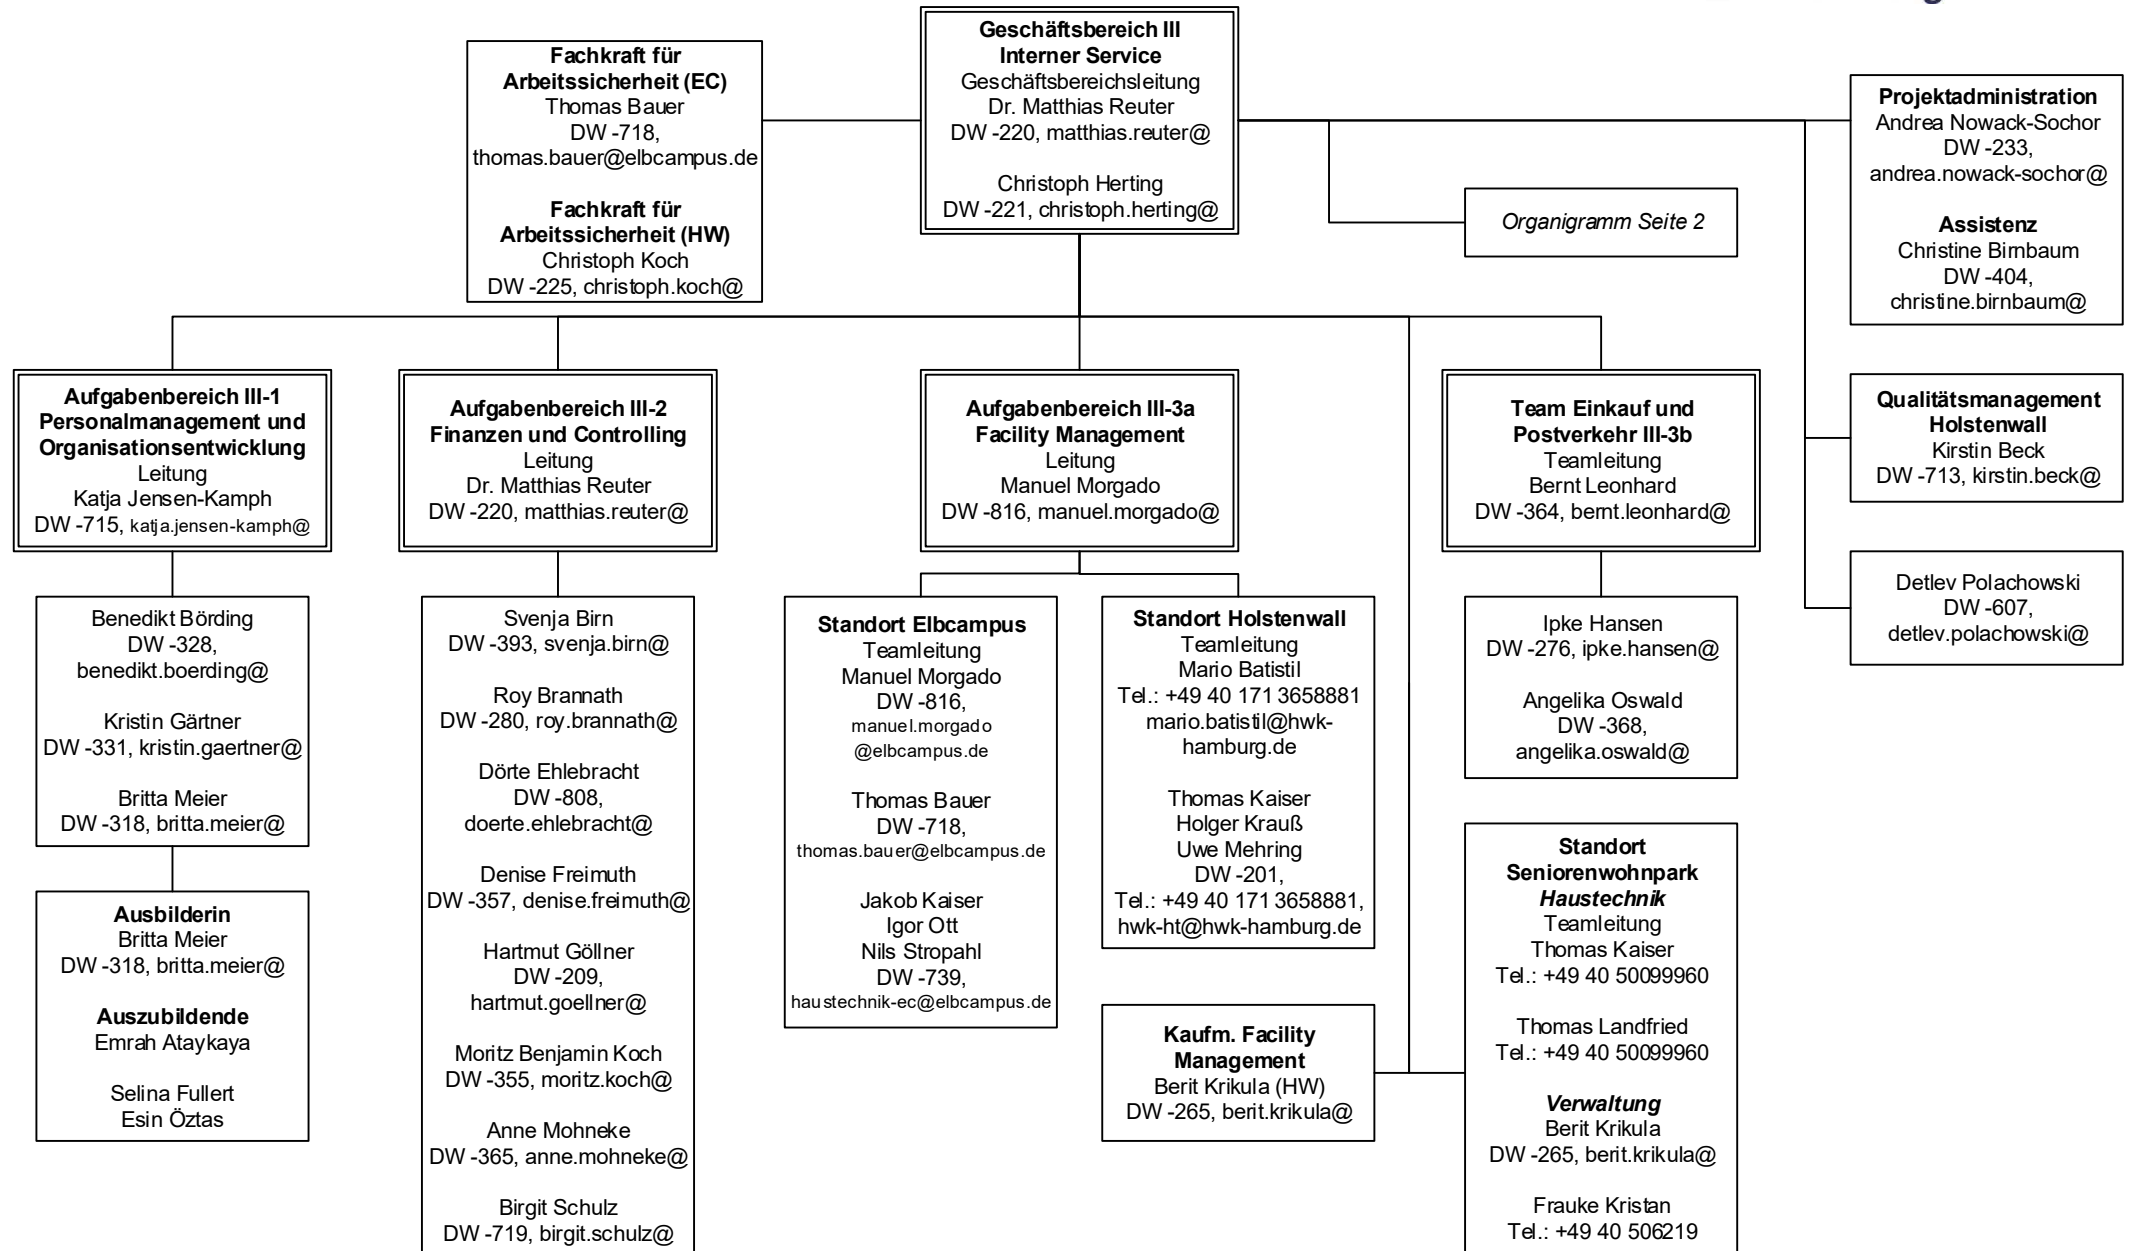 Fachkraft für
Arbeitssicherheit (EC)
Thomas Bauer
DW -718,
thomas.bauer@elbcampus.de
Fachkraft für
Arbeitssicherheit (HW)
Christoph Koch
DW -225, christoph.koch@
Geschäftsbereich III
Interner Service
Geschäftsbereichsleitung
Dr. Matthias Reuter
DW -220, matthias.reuter@
Christoph Herting
DW -221, christoph.herting@
Organigramm Seite 2
Projektadministration
Andrea Nowack-Sochor
DW -233,
andrea.nowack-sochor@
Assistenz
Christine Birnbaum
DW -404,
christine.birnbaum@
Aufgabenbereich III-1
Personalmanagement und
Organisationsentwicklung
Leitung
Katja Jensen-Kamph
DW -715, katja.jensen-kamph@
Aufgabenbereich III-2
Finanzen und Controlling
Leitung
Dr. Matthias Reuter
DW -220, matthias.reuter@
Aufgabenbereich III-3a
Facility Management
Leitung
Manuel Morgado
DW -816, manuel.morgado@
Team Einkauf und
Postverkehr III-3b
Teamleitung
Bernt Leonhard
DW -364, bernt.leonhard@
Qualitätsmanagement
Holstenwall
Kirstin Beck
DW -713, kirstin.beck@
Detlev Polachowski
DW -607,
detlev.polachowski@
Benedikt Börding
DW -328,
benedikt.boerding@
Kristin Gärtner
DW -331, kristin.gaertner@
Britta Meier
DW -318, britta.meier@
Ausbilderin
Britta Meier
DW -318, britta.meier@
Auszubildende
Emrah Ataykaya
Selina Fullert
Esin Öztas
Svenja Birn
DW -393, svenja.birn@
Roy Brannath
DW -280, roy.brannath@
Dörte Ehlebracht
DW -808,
doerte.ehlebracht@
Denise Freimuth
DW -357, denise.freimuth@
Hartmut Göllner
DW -209,
hartmut.goellner@
Moritz Benjamin Koch
DW -355, moritz.koch@
Anne Mohneke
DW -365, anne.mohneke@
Birgit Schulz
DW -719, birgit.schulz@
Standort Elbcampus
Teamleitung
Manuel Morgado
DW -816,
manuel.morgado
@elbcampus.de
Thomas Bauer
DW -718,
thomas.bauer@elbcampus.de
Jakob Kaiser
Igor Ott
Nils Stropahl
DW -739,
haustechnik-ec@elbcampus.de
Standort Holstenwall
Teamleitung
Mario Batistil
Tel.: +49 40 171 3658881
mario.batistil@hwk-
hamburg.de
Thomas Kaiser
Holger Krauß
Uwe Mehring
DW -201,
Tel.: +49 40 171 3658881,
hwk-ht@hwk-hamburg.de
Kaufm. Facility
Management
Berit Krikula (HW)
DW -265, berit.krikula@
Ipke Hansen
DW -276, ipke.hansen@
Angelika Oswald
DW -368,
angelika.oswald@
Standort
Seniorenwohnpark
Haustechnik
Teamleitung
Thomas Kaiser
Tel.: +49 40 50099960
Thomas Landfried
Tel.: +49 40 50099960
Verwaltung
Berit Krikula
DW -265, berit.krikula@
Frauke Kristan
Tel.: +49 40 506219